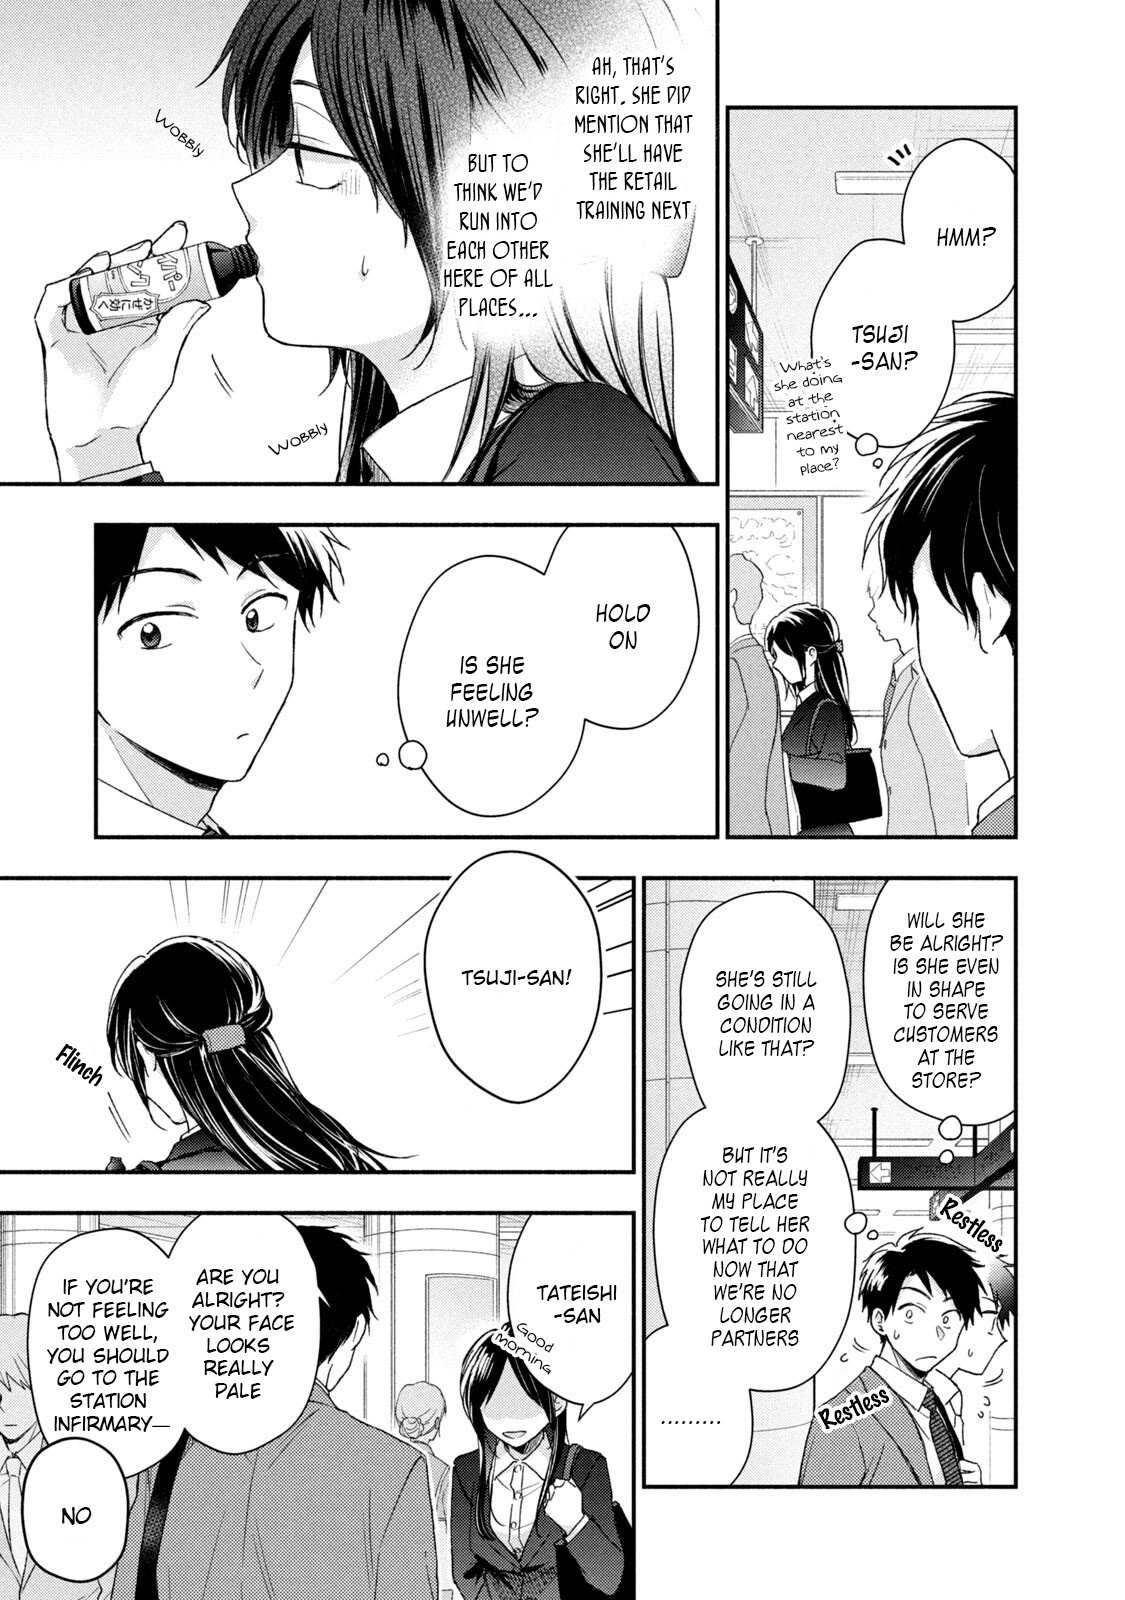 HMM?
TSUJI
-SAN?
What's
she doing
at the
station
nearest
to my
place?
AH, THAT'S
RIGHT. SHE DID
MENTION THAT
SHE'LL HAVE
THE RETAIL
TRAINING NEXT
BUT TO
THINK WE'D
RUN INTO
EACH OTHER
HERE OF ALL
PLACES...
Wobbly
Wobbly
HOLD
ON
IS SHE
FEELING
UNWELL?
WILL SHE
BE ALRIGHT?
IS SHE EVEN
IN SHAPE
TO SERVE
CUSTOMERS
AT THE
STORE?
SHE'S STILL
GOING IN A
CONDITION
LIKE THAT?
BUT IT'S
NOT REALLY
MY PLACE
TO TELL HER
WHAT TO DO
NOW THAT
WE'RE NO
LONGER
PARTNERS
.........
Restless
Restless
TSUJI-SAN!
Flinch
TATEISHI
-SAN
Good
morning
ARE YOU
ALRIGHT?
YOUR FACE
LOOKS
REALLY
PALE
IF YOU'RE
NOT FEELING
TOO WELL,
YOU SHOULD
GO TO THE
STATION
INFIRMARY—
NO